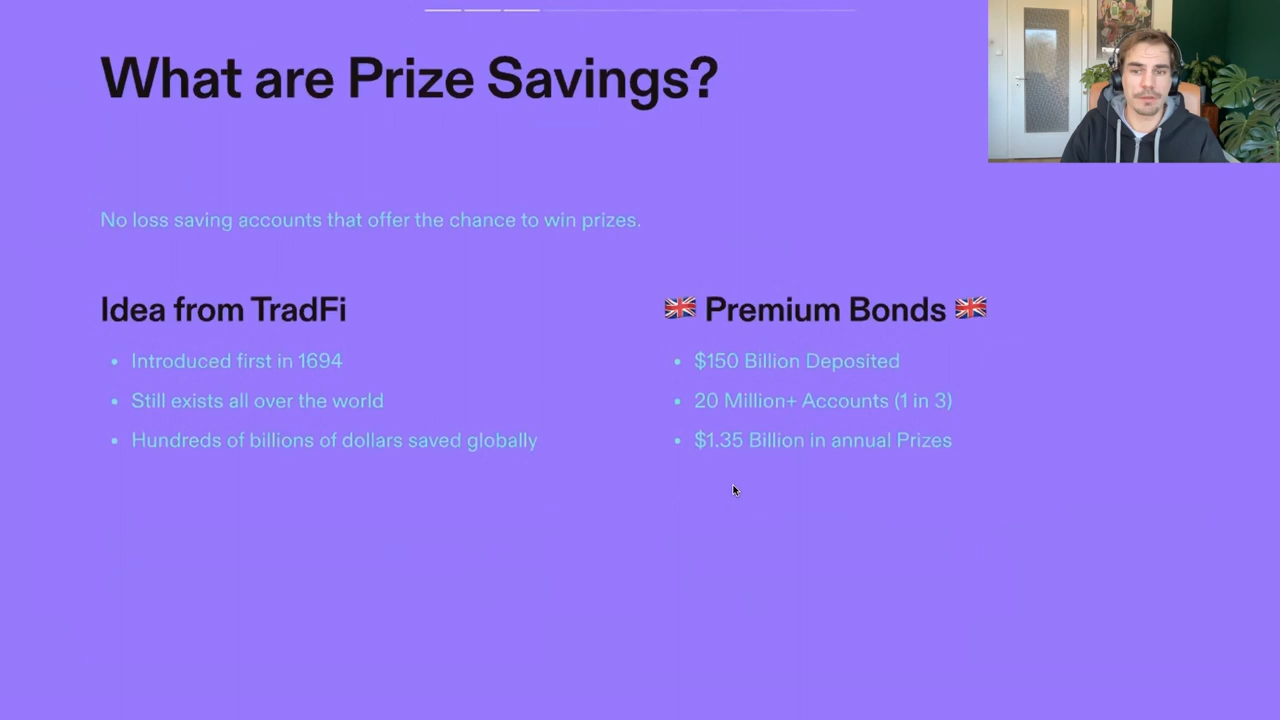 What are Prize Savings?
No loss saving accounts that offer the chance to win prizes.
Idea from TradFi
• Introduced first in 1694
• Still exists all over the world
• Hundreds of billions of dollars saved globally
🇬🇧 Premium Bonds 🇬🇧
• $150 Billion Deposited
• 20 Million+ Accounts (1 in 3)
• $1.35 Billion in annual Prizes